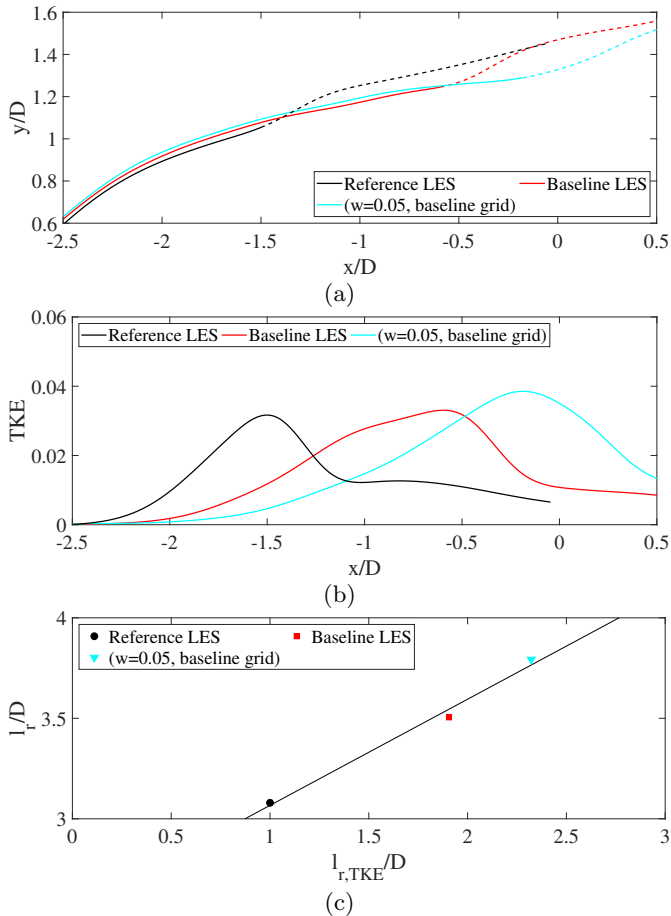 1.6
1.4
1.2
1
0.8
0.6
y/D
Reference LES Baseline LES
(w=0.05, baseline grid)
-2.5 -2 -1.5 -1 -0.5 0 0.5
x/D
(a)
0.06
0.04
0.02
0
TKE
Reference LES Baseline LES (w=0.05, baseline grid)
-2.5 -2 -1.5 -1 -0.5 0 0.5
x/D
(b)
4
3.5
3
l_r/D
Reference LES Baseline LES
(w=0.05, baseline grid)
0 0.5 1 1.5 2 2.5 3
l_{r,TKE}/D
(c)